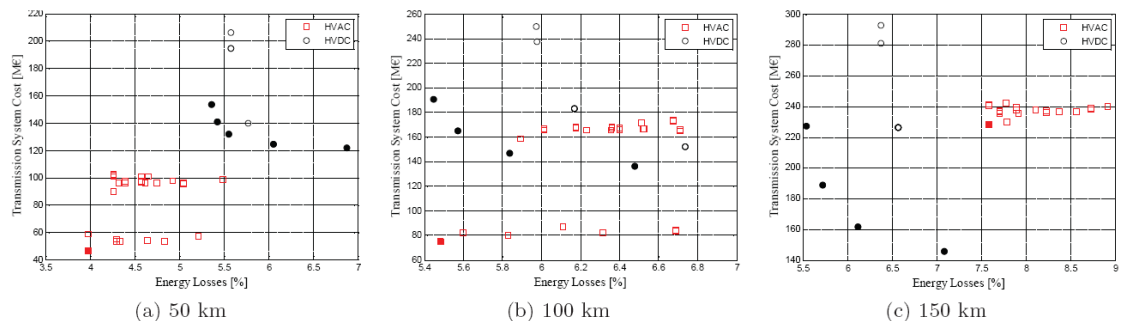 220
200
180
160
140
120
100
80
60
40
Transmission System Cost [M€]
3.5 4 4.5 5 5.5 6 6.5 7
Energy Losses [%]
HVAC
HVDC
(a) 50 km
260
240
220
200
180
160
140
120
100
80
60
Transmission System Cost [M€]
5.4 5.6 5.8 6 6.2 6.4 6.6 6.8 7
Energy Losses [%]
HVAC
HVDC
(b) 100 km
300
280
260
240
220
200
180
160
140
Transmission System Cost [M€]
5.5 6 6.5 7 7.5 8 8.5 9
Energy Losses [%]
HVAC
HVDC
(c) 150 km